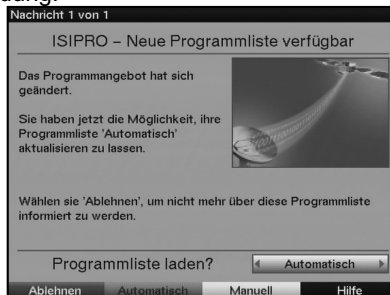 dung:
Nachricht 1 von 1
ISIPRO – Neue Programmliste verfügbar
Das Programmangebot hat sich
geändert.
Sie haben jetzt die Möglichkeit, ihre
Programmliste 'Automatisch'
aktualisieren zu lassen.
Wählen sie 'Ablehnen', um nicht mehr über diese Programmliste
informiert zu werden.
Programmliste laden?
Automatisch
Ablehnen Automatisch Manuell Hilfe